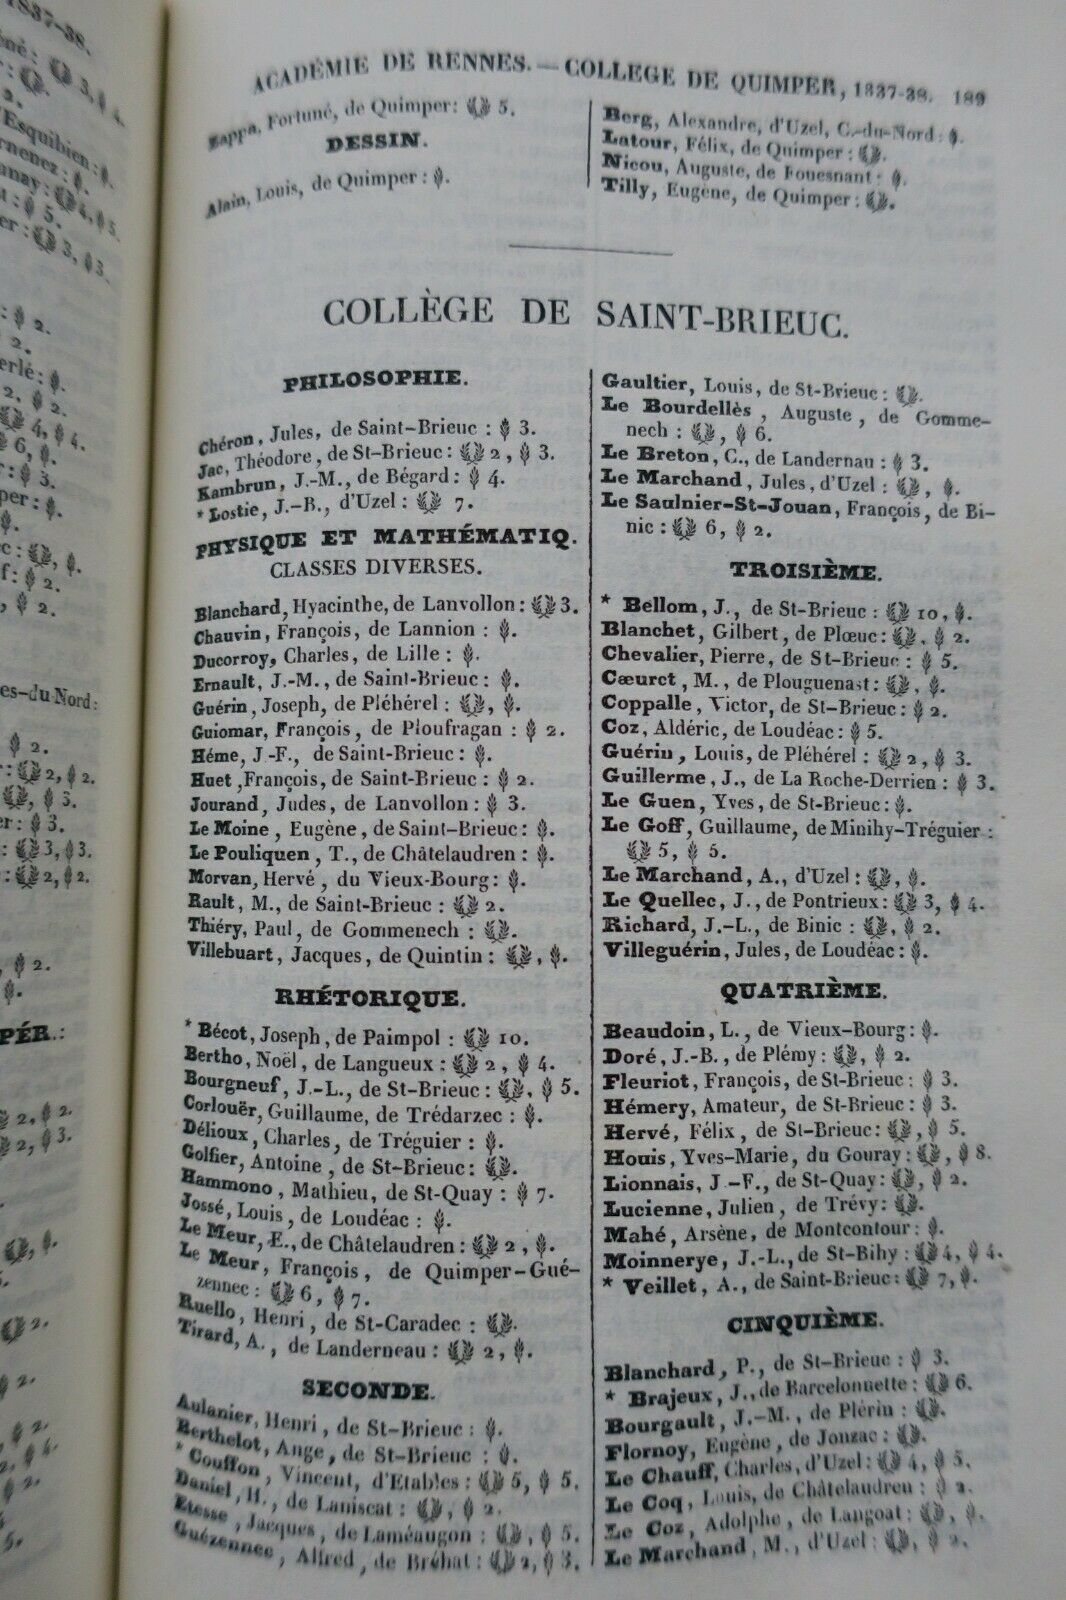 ACADÉMIE DE RENNES. — COLLEGE DE QUIMPER, 1837-38. 189
Zappa, Fortuné, de Quimper: 5.
DESSIN.
Alain, Louis, de Quimper : .
Berg, Alexandre, d'Uzel, C.-du-Nord : .
Latour, Félix, de Quimper : .
Nicou, Auguste, de Fouesnant : .
Tilly, Eugène, de Quimper : .
COLLÈGE DE SAINT-BRIEUC.
PHILOSOPHIE.
Chéron, Jules, de Saint-Brieuc : 3.
Jac, Théodore, de St-Brieuc : 2, 3.
Kambrun, J.-M., de Bégard : 4.
* Lostie, J.-B., d'Uzel : 7.
PHYSIQUE ET MATHÉMATIQ.
CLASSES DIVERSES.
Blanchard, Hyacinthe, de Lanvollon : 3.
Chauvin, François, de Lannion : .
Ducorroy, Charles, de Lille : .
Ernault, J.-M., de Saint-Brieuc : .
Guérin, Joseph, de Pléhérel : , .
Guiomar, François, de Ploufragan : 2.
Héme, J.-F., de Saint-Brieuc : .
Huet, François, de Saint-Brieuc : 2.
Jourand, Judes, de Lanvollon : 3.
Le Moine, Eugène, de Saint-Brieuc : .
Le Pouliquen, T., de Châtelaudren : .
Morvan, Hervé, du Vieux-Bourg : .
Rault, M., de Saint-Brieuc : 2.
Thiéry, Paul, de Gommenech : .
Villebuart, Jacques, de Quintin : , .
RHÉTORIQUE.
* Bécot, Joseph, de Paimpol : 10.
Bertho, Noël, de Langueux : 2, 4.
Bourgneuf, J.-L., de St-Brieuc : , 5.
Corlouër, Guillaume, de Trédarzec : .
Délioux, Charles, de Tréguier : .
Golfier, Antoine, de St-Brieuc : .
Hammono, Mathieu, de St-Quay : 7.
Jossé, Louis, de Loudéac : .
Le Meur, E., de Châtelaudren : 2, .
Le Meur, François, de Quimper-Gué-
zennec : 6, 7.
Ruello, Henri, de St-Caradec : .
Tirard, A., de Landerneau : 2, .
SECONDE.
Aulanier, Henri, de St-Brieuc : .
Berthelot, Ange, de St-Brieuc : .
* Couffon, Vincent, d'Etables : 5, 5.
Daniel, H., de Laniscat : , 2.
Etesse, Jacques, de Laméaugon : , 5.
Guézennec, Alfred, de Bréhat : 2, 3.
Gaultier, Louis, de St-Brieuc : .
Le Bourdellès, Auguste, de Gomme-
nech : , 6.
Le Breton, C., de Landernau : 3.
Le Marchand, Jules, d'Uzel : , .
Le Saulnier-St-Jouan, François, de Bi-
nic : 6, 2.
TROISIÈME.
* Bellom, J., de St-Brieuc : 10, .
Blanchet, Gilbert, de Plœuc : , 2.
Chevalier, Pierre, de St-Brieuc : 5.
Cæurct, M., de Plouguenast : , .
Coppalle, Victor, de St-Brieuc : 2.
Coz, Aldéric, de Loudéac : 5.
Guérin, Louis, de Pléhérel : 2, 3.
Guillerme, J., de La Roche-Derrien : 3.
Le Guen, Yves, de St-Brieuc : .
Le Goff, Guillaume, de Minihy-Tréguier :
5, 5.
Le Marchand, A., d'Uzel : , .
Le Quellec, J., de Pontrieux : 3, 4.
Richard, J.-L., de Binic : , 2.
Villeguérin, Jules, de Loudéac : .
QUATRIÈME.
Beaudoin, L., de Vieux-Bourg : .
Doré, J.-B., de Plémy : , 2.
Fleuriot, François, de St-Brieuc : 3.
Hémery, Amateur, de St-Brieuc : 3.
Hervé, Félix, de St-Brieuc : , 5.
Houis, Yves-Marie, du Gouray : , 8.
Lionnais, J.-F., de St-Quay : , 2.
Lucienne, Julien, de Trévy : .
Mahé, Arsène, de Montcontour : .
Moinnerye, J.-L., de St-Bihy : 4, 4.
* Veillet, A., de Saint-Brieuc : 7, .
CINQUIÈME.
Blanchard, P., de St-Brieuc : 3.
* Brajeux, J., de Barcelonnette : 6.
Bourgault, J.-M., de Plérin : .
Flornoy, Eugène, de Jonzac : .
Le Chauff, Charles, d'Uzel : 4, 5.
Le Coq, Louis, de Châtelaudren : 2.
Le Coz, Adolphe, de Langoat : , .
Le Marchand, M., d'Uzel : , 2.